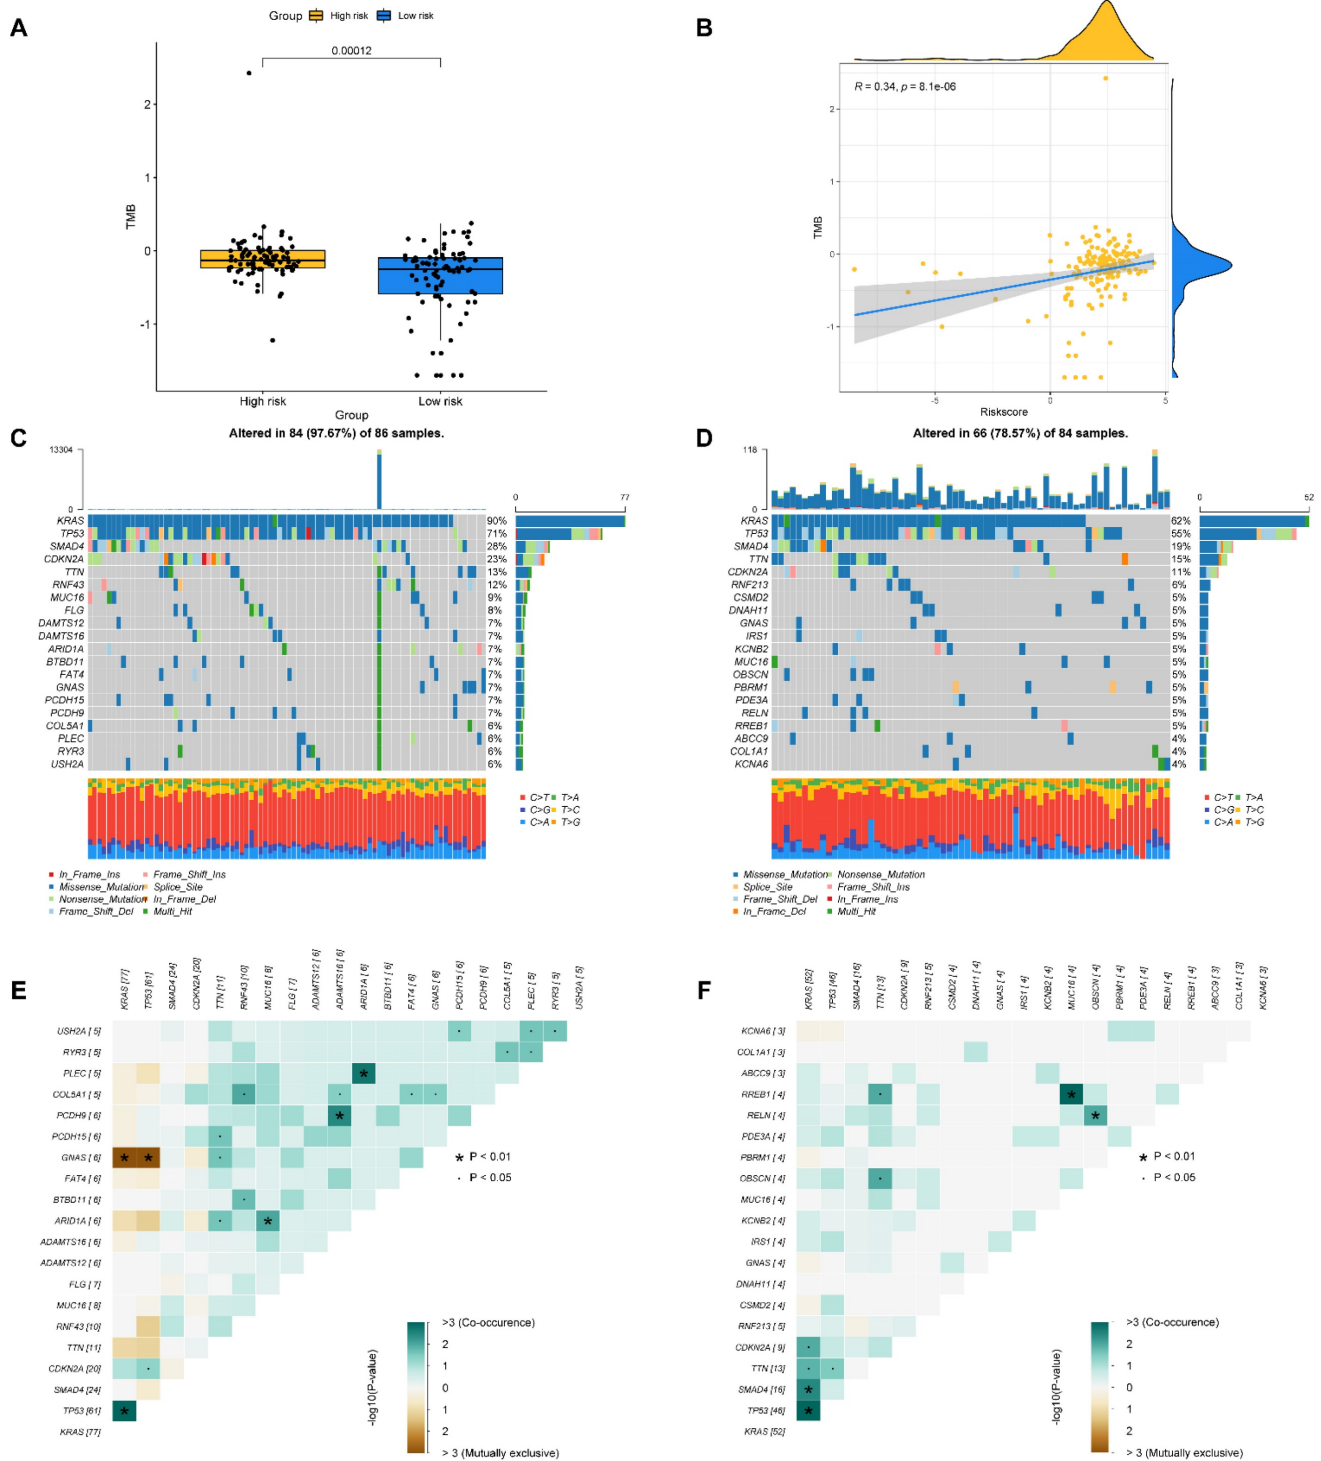 A
Group High risk Low risk
0.00012
2
1
0
-1
TMB
High risk Low risk
Group
B
R = 0.34, p = 8.1e-06
2
1
0
-1
TMB
-5 0 5
Riskscore
C
Altered in 84 (97.67%) of 86 samples.
13304
0
0 77
KRAS 90%
TP53 71%
SMAD4 28%
CDKN2A 23%
TTN 13%
RNF43 12%
MUC16 9%
FLG 8%
DAMTS12 7%
DAMTS16 7%
ARID1A 7%
BTBD11 7%
FAT4 7%
GNAS 7%
PCDH15 7%
PCDH9 7%
COL5A1 6%
PLEC 6%
RYR3 6%
USH2A 6%
C>T T>A
C>G T>C
C>A T>G
In_Frame_Ins Frame_Shift_Ins
Missense_Mutation Splice_Site
Nonsense_Mutation In_Frame_Del
Frame_Shift_Del Multi_Hit
D
Altered in 66 (78.57%) of 84 samples.
118
0
0 52
KRAS 62%
TP53 55%
SMAD4 19%
TTN 15%
CDKN2A 11%
RNF213 6%
CSMD2 5%
DNAH11 5%
GNAS 5%
IRS1 5%
KCNB2 5%
MUC16 5%
OBSCN 5%
PBRM1 5%
PDE3A 5%
RELN 5%
RREB1 5%
ABCC9 4%
COL1A1 4%
KCNA6 4%
C>T T>A
C>G T>C
C>A T>G
Missense_Mutation Nonsense_Mutation
Splice_Site Frame_Shift_Ins
Frame_Shift_Del In_Frame_Ins
In_Frame_Del Multi_Hit
E
KRAS [77]
TP53 [61]
SMAD4 [24]
CDKN2A [20]
TTN [11]
RNF43 [10]
MUC16 [8]
FLG [7]
ADAMTS12 [6]
ADAMTS16 [6]
ARID1A [6]
BTBD11 [6]
FAT4 [6]
GNAS [6]
PCDH15 [6]
PCDH9 [6]
COL5A1 [5]
PLEC [5]
RYR3 [5]
USH2A [5]
USH2A [5]
RYR3 [5]
PLEC [5]
COL5A1 [5]
PCDH9 [6]
PCDH15 [6]
GNAS [6]
FAT4 [6]
BTBD11 [6]
ARID1A [6]
ADAMTS16 [6]
ADAMTS12 [6]
FLG [7]
MUC16 [8]
RNF43 [10]
TTN [11]
CDKN2A [20]
SMAD4 [24]
TP53 [61]
KRAS [77]
* P < 0.01
· P < 0.05
-log10(P-value)
>3 (Co-occurence)
2
1
0
1
2
> 3 (Mutually exclusive)
F
KRAS [52]
TP53 [46]
SMAD4 [16]
TTN [13]
CDKN2A [9]
RNF213 [5]
CSMD2 [4]
DNAH11 [4]
GNAS [4]
IRS1 [4]
KCNB2 [4]
MUC16 [4]
OBSCN [4]
PBRM1 [4]
PDE3A [4]
RELN [4]
RREB1 [4]
ABCC9 [3]
COL1A1 [3]
KCNA6 [3]
KCNA6 [3]
COL1A1 [3]
ABCC9 [3]
RREB1 [4]
RELN [4]
PDE3A [4]
PBRM1 [4]
OBSCN [4]
MUC16 [4]
KCNB2 [4]
IRS1 [4]
GNAS [4]
DNAH11 [4]
CSMD2 [4]
RNF213 [5]
CDKN2A [9]
TTN [13]
SMAD4 [16]
TP53 [46]
KRAS [52]
* P < 0.01
· P < 0.05
-log10(P-value)
>3 (Co-occurence)
2
1
0
1
2
> 3 (Mutually exclusive)